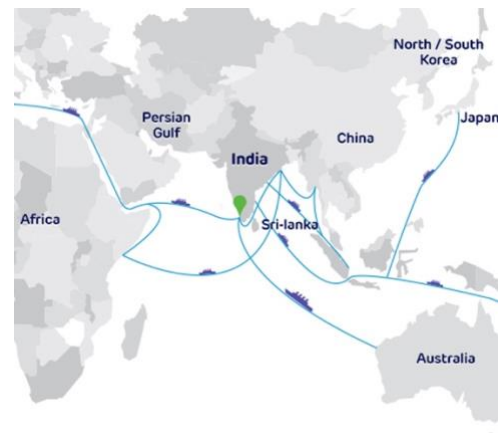 North / South
Korea
Persian
Gulf
China
Japan
India
Africa
Sri-lanka
Australia